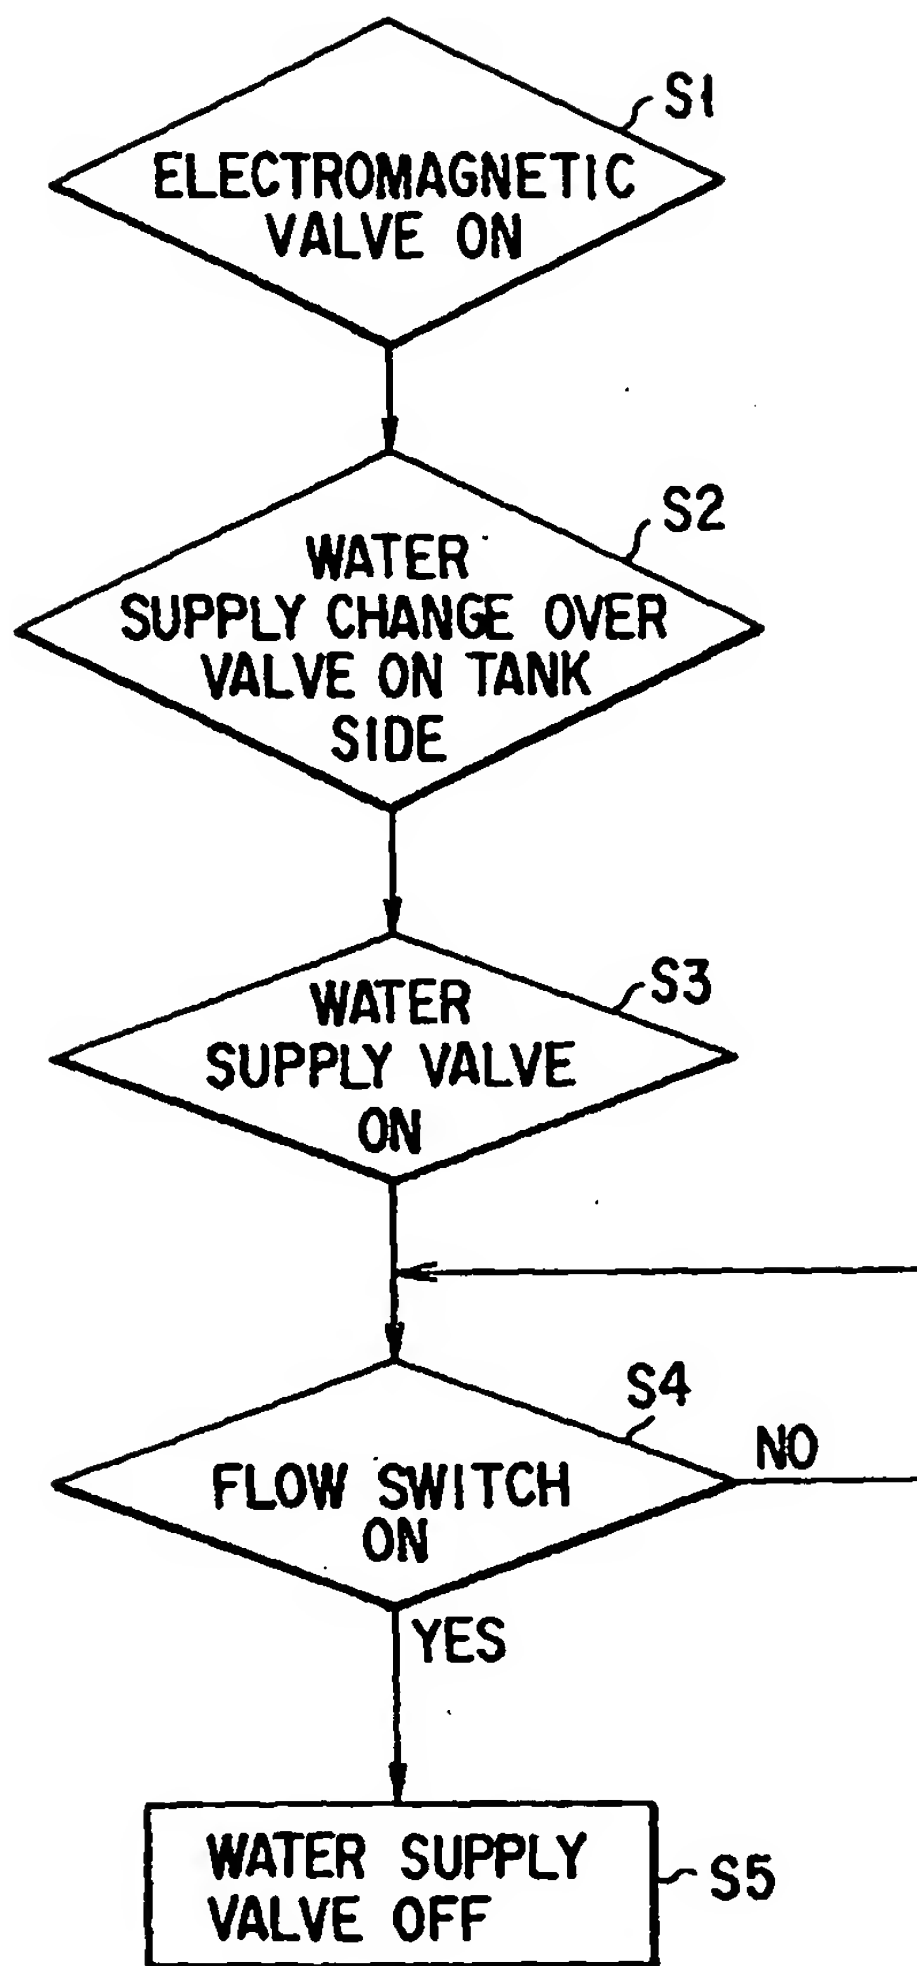 S1
ELECTROMAGNETIC
VALVE ON
S2
WATER
SUPPLY CHANGE OVER
VALVE ON TANK
SIDE
S3
WATER
SUPPLY VALVE
ON
S4
NO
FLOW SWITCH
ON
YES
WATER SUPPLY
VALVE OFF
S5